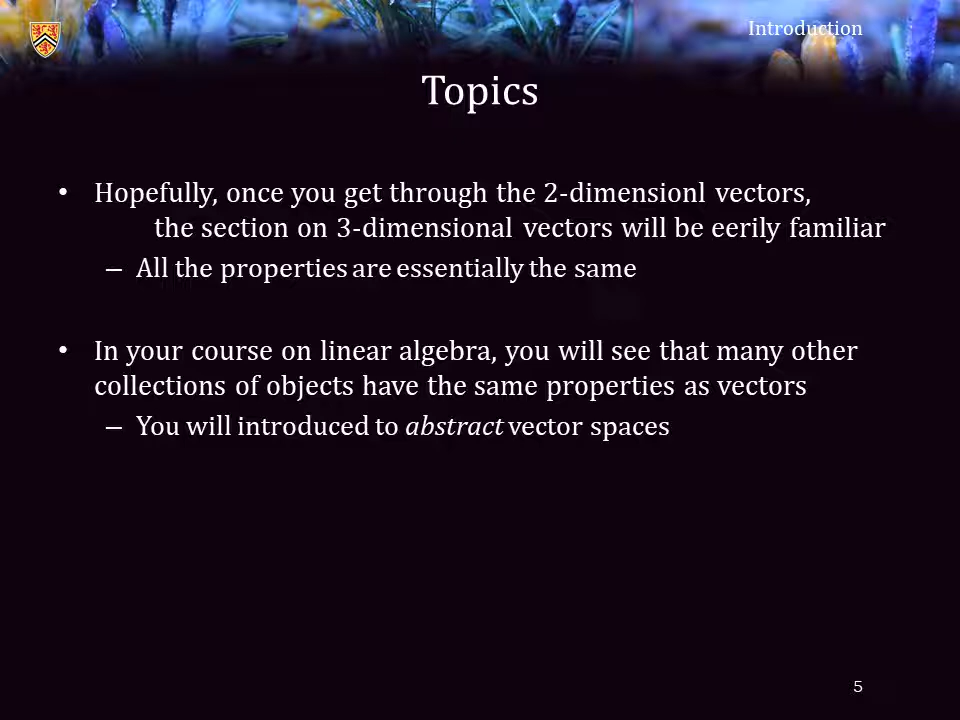 Introduction
Topics
• Hopefully, once you get through the 2-dimensionl vectors,
the section on 3-dimensional vectors will be eerily familiar
– All the properties are essentially the same
• In your course on linear algebra, you will see that many other
collections of objects have the same properties as vectors
– You will introduced to abstract vector spaces
5